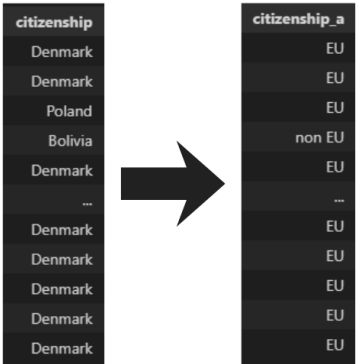 citizenship
Denmark
Denmark
Poland
Bolivia
Denmark
...
Denmark
Denmark
Denmark
Denmark
Denmark
citizenship_a
EU
EU
EU
non EU
EU
...
EU
EU
EU
EU
EU